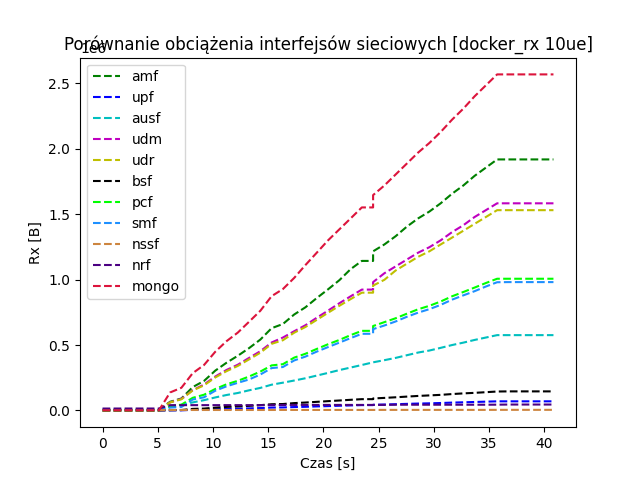 Porównanie obciążenia interfejsów sieciowych [docker_rx 10ue]
1e6
2.5
2.0
1.5
1.0
0.5
0.0
Rx [B]
amf
upf
ausf
udm
udr
bsf
pcf
smf
nssf
nrf
mongo
0 5 10 15 20 25 30 35 40
Czas [s]